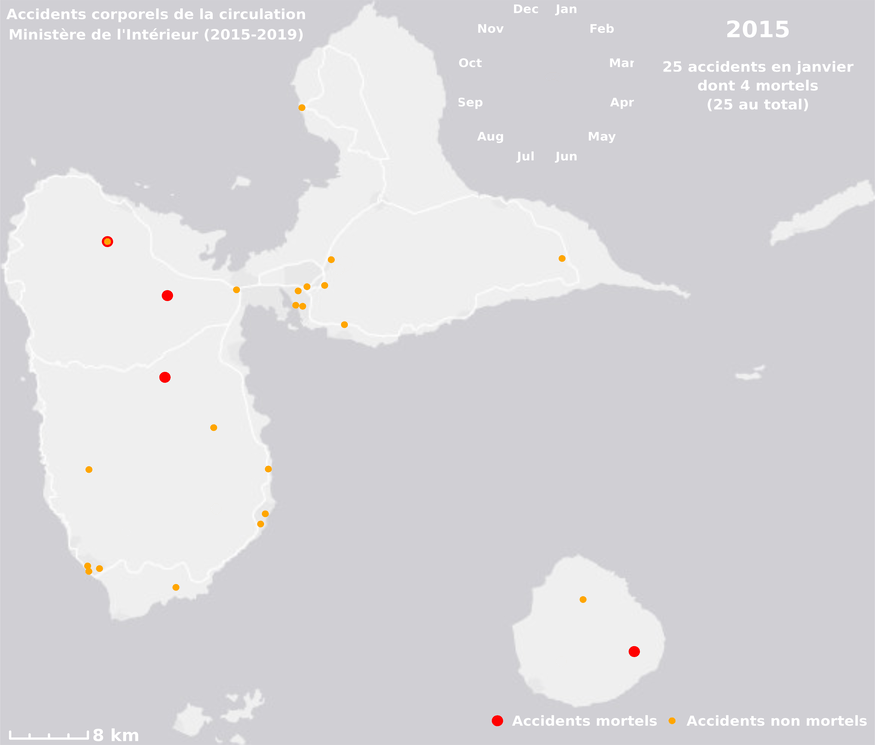 Accidents corporels de la circulation
Ministère de l'Intérieur (2015-2019)
Dec Jan
Nov Feb
Oct Mar
Sep Apr
Aug May
Jul Jun
2015
25 accidents en janvier
dont 4 mortels
(25 au total)
Accidents mortels Accidents non mortels
8 km